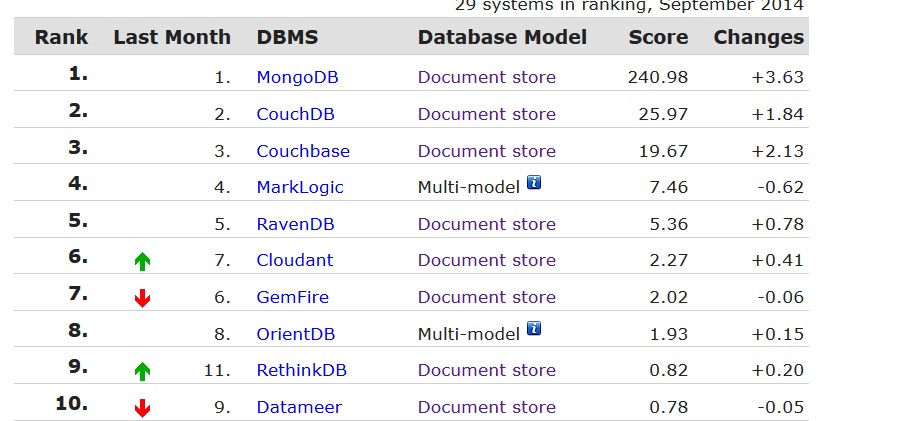 29 systems in ranking, September 2014
Rank Last Month DBMS Database Model Score Changes
1. 1. MongoDB Document store 240.98 +3.63
2. 2. CouchDB Document store 25.97 +1.84
3. 3. Couchbase Document store 19.67 +2.13
4. 4. MarkLogic Multi-model i 7.46 -0.62
5. 5. RavenDB Document store 5.36 +0.78
6. 7. Cloudant Document store 2.27 +0.41
7. 6. GemFire Document store 2.02 -0.06
8. 8. OrientDB Multi-model i 1.93 +0.15
9. 11. RethinkDB Document store 0.82 +0.20
10. 9. Datameer Document store 0.78 -0.05